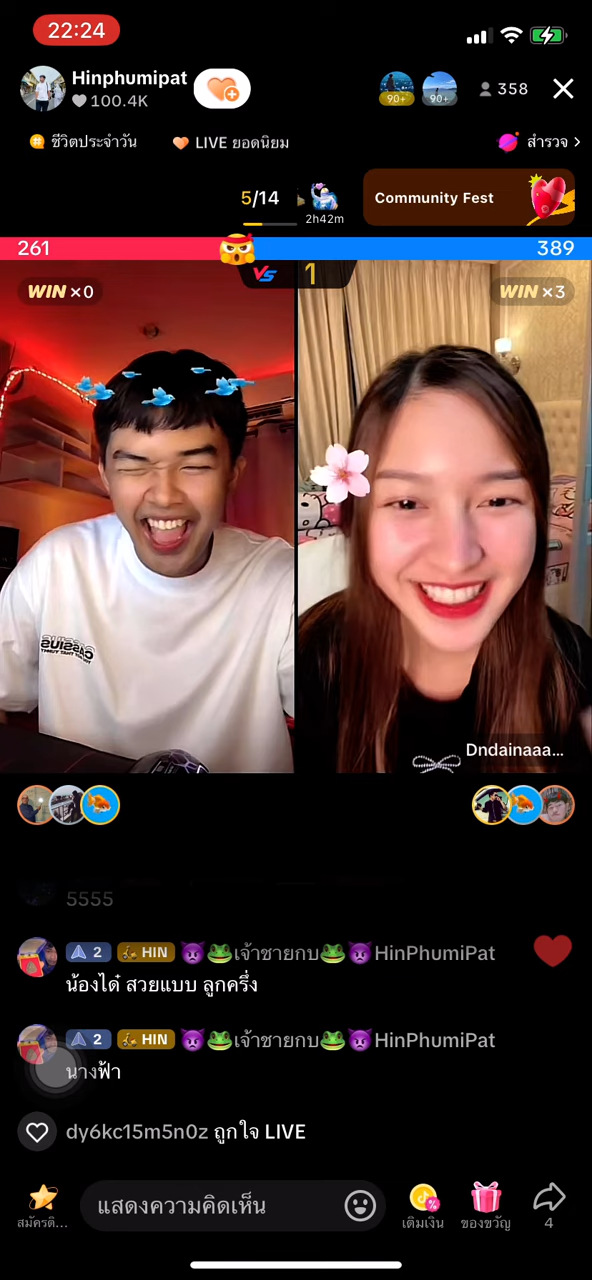 22:24
Hinphumipat
100.4K
90+
90+
358
ชีวิตประจำวัน
LIVE ยอดนิยม
สำรวจ
5/14
2h42m
Community Fest
261
389
WIN ×0
VS
1
WIN ×3
CASSIUS
Dndainaaa...
5555
2 HIN 👿🐸เจ้าชายกบ🐸👿HinPhumiPat
น้องได๋ สวยแบบ ลูกครึ่ง
2 HIN 👿🐸เจ้าชายกบ🐸👿HinPhumiPat
นางฟ้า
dy6kc15m5n0z ถูกใจ LIVE
สมัครติ...
แสดงความคิดเห็น
เติมเงิน
ของขวัญ
4